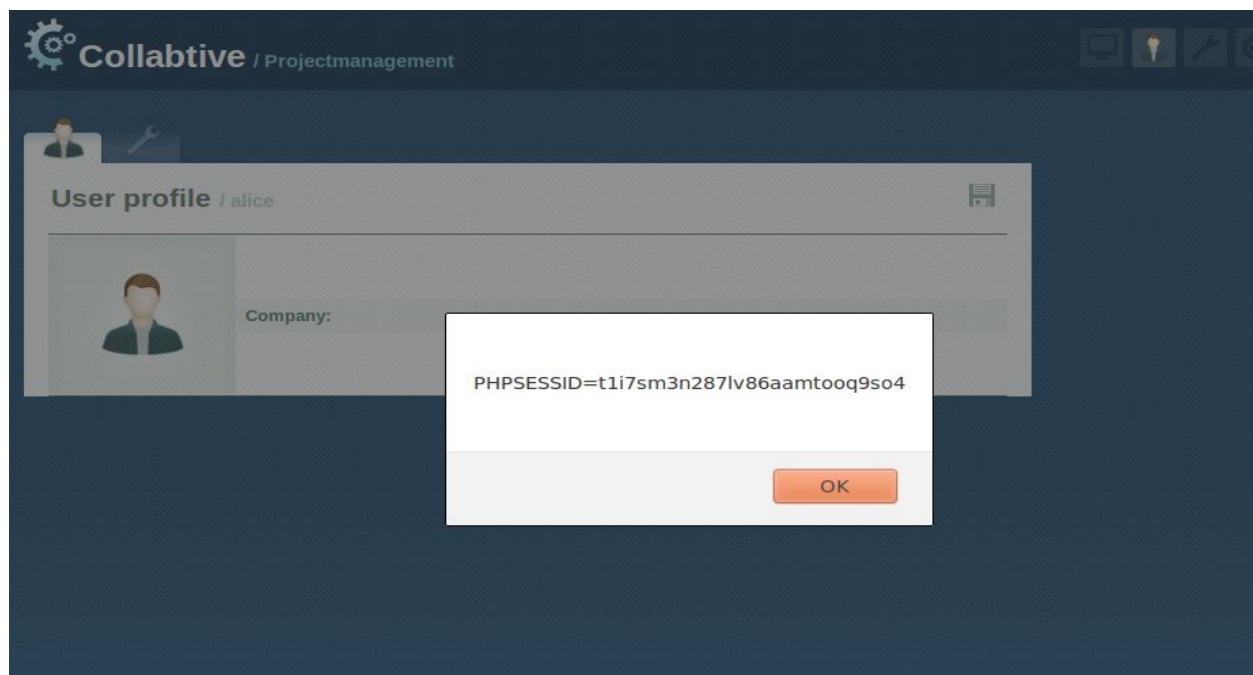 Collabtive / Projectmanagement
User profile / alice
Company:
PHPSESSID=t1i7sm3n287lv86aamtooq9so4
OK